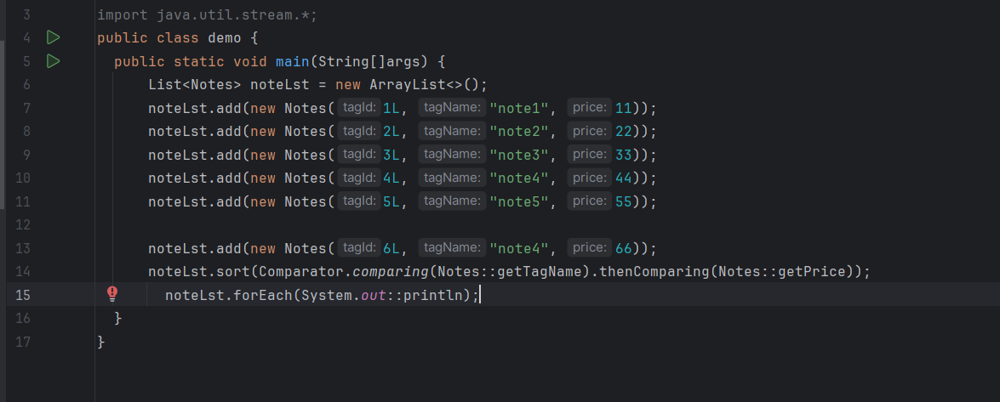 3 import java.util.stream.*;
4 public class demo {
5 public static void main(String[]args) {
6 List<Notes> noteLst = new ArrayList<>();
7 noteLst.add(new Notes( tagId: 1L, tagName: "note1", price: 11));
8 noteLst.add(new Notes( tagId: 2L, tagName: "note2", price: 22));
9 noteLst.add(new Notes( tagId: 3L, tagName: "note3", price: 33));
10 noteLst.add(new Notes( tagId: 4L, tagName: "note4", price: 44));
11 noteLst.add(new Notes( tagId: 5L, tagName: "note5", price: 55));
12
13 noteLst.add(new Notes( tagId: 6L, tagName: "note4", price: 66));
14 noteLst.sort(Comparator.comparing(Notes::getTagName).thenComparing(Notes::getPrice));
15 noteLst.forEach(System.out::println);
16 }
17 }